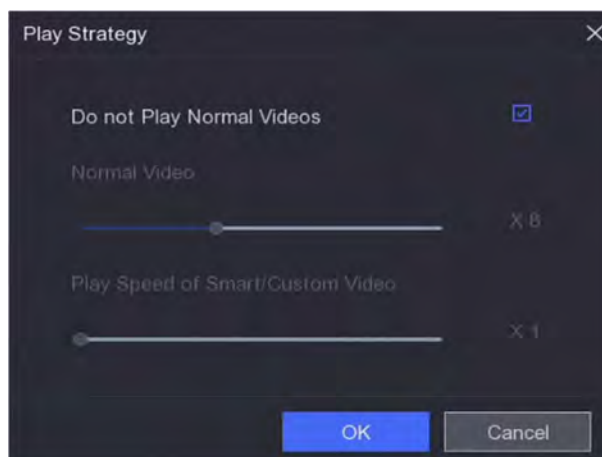 Play Strategy
Do not Play Normal Videos
Normal Video
X 8
Play Speed of Smart/Custom Video
X 1
OK
Cancel